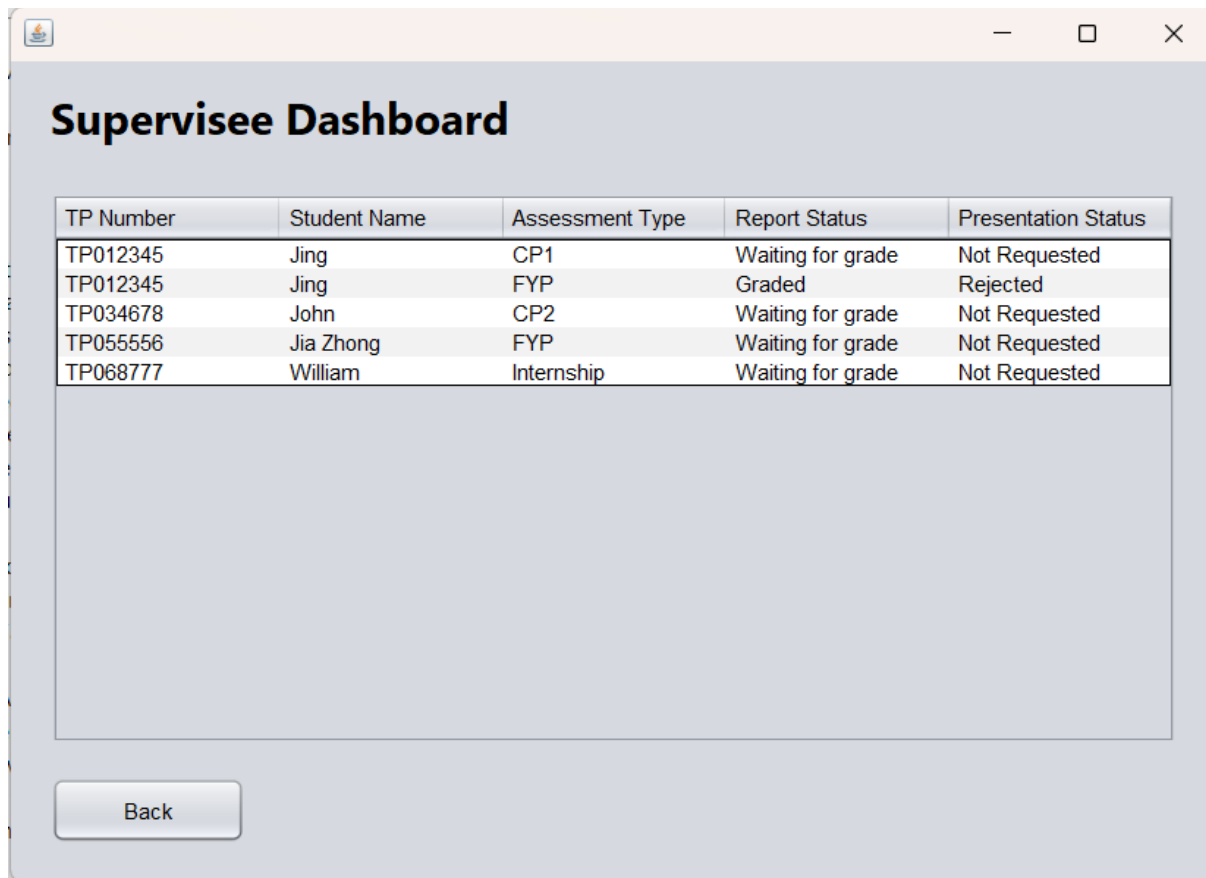 Supervisee Dashboard
TP Number Student Name Assessment Type Report Status Presentation Status
TP012345 Jing CP1 Waiting for grade Not Requested
TP012345 Jing FYP Graded Rejected
TP034678 John CP2 Waiting for grade Not Requested
TP055556 Jia Zhong FYP Waiting for grade Not Requested
TP068777 William Internship Waiting for grade Not Requested
Back